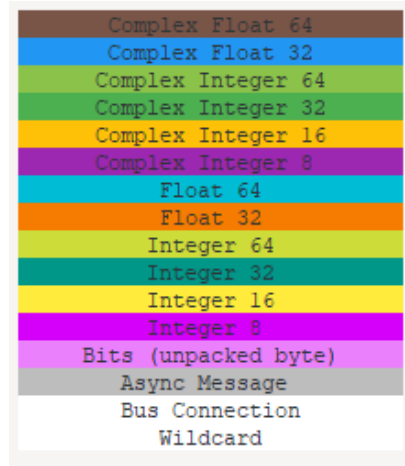 Complex Float 64
Complex Float 32
Complex Integer 64
Complex Integer 32
Complex Integer 16
Complex Integer 8
Float 64
Float 32
Integer 64
Integer 32
Integer 16
Integer 8
Bits (unpacked byte)
Async Message
Bus Connection
Wildcard